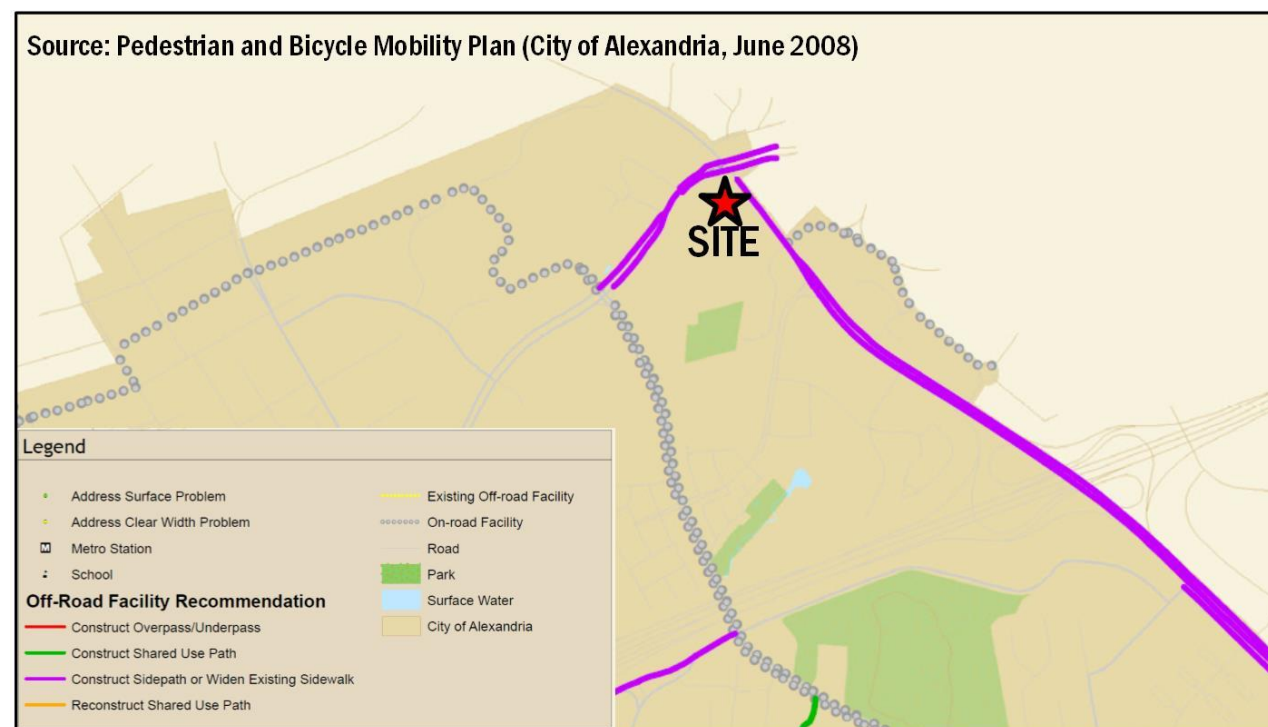 Source: Pedestrian and Bicycle Mobility Plan (City of Alexandria, June 2008)
SITE
Legend
Address Surface Problem
Address Clear Width Problem
M Metro Station
School
Off-Road Facility Recommendation
Construct Overpass/Underpass
Construct Shared Use Path
Construct Sidepath or Widen Existing Sidewalk
Reconstruct Shared Use Path
Existing Off-road Facility
On-road Facility
Road
Park
Surface Water
City of Alexandria